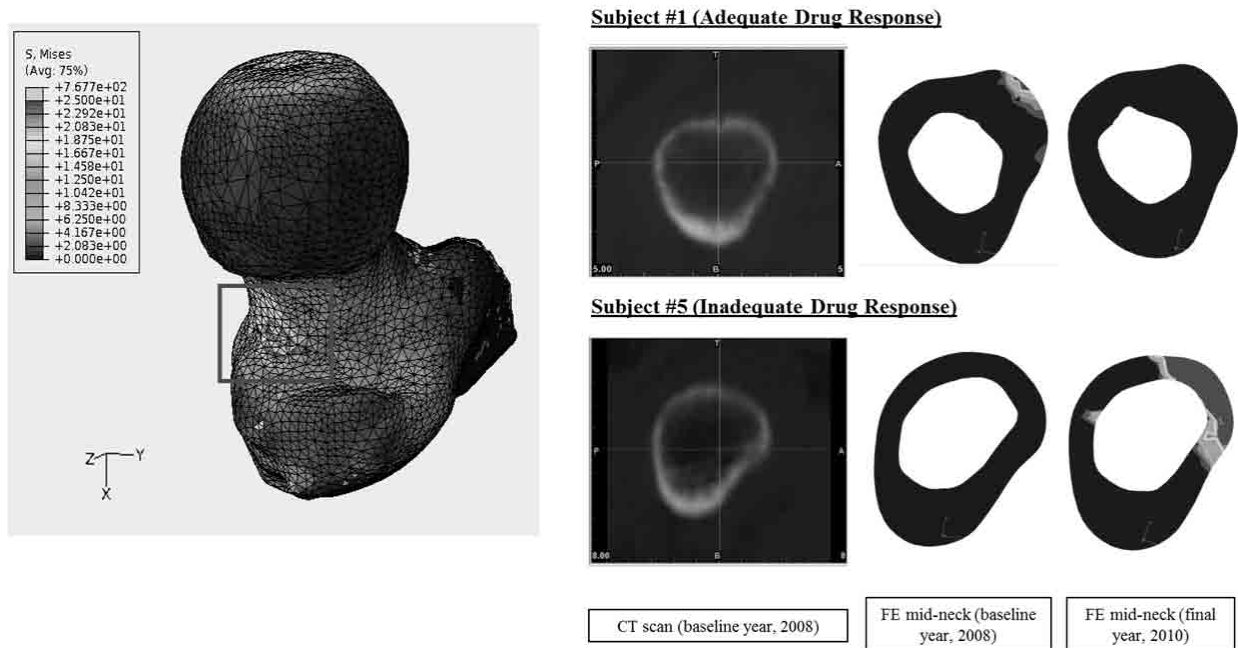 S, Mises
(Avg: 75%)
+7.677e+02
+2.500e+01
+2.292e+01
+2.083e+01
+1.875e+01
+1.667e+01
+1.458e+01
+1.250e+01
+1.042e+01
+8.333e+00
+6.250e+00
+4.167e+00
+2.083e+00
+0.000e+00
Z
Y
X
Subject #1 (Adequate Drug Response)
T
P
A
5.00
B
5
Subject #5 (Inadequate Drug Response)
T
P
A
8.00
B
8
CT scan (baseline year, 2008)
FE mid-neck (baseline
year, 2008)
FE mid-neck (final
year, 2010)